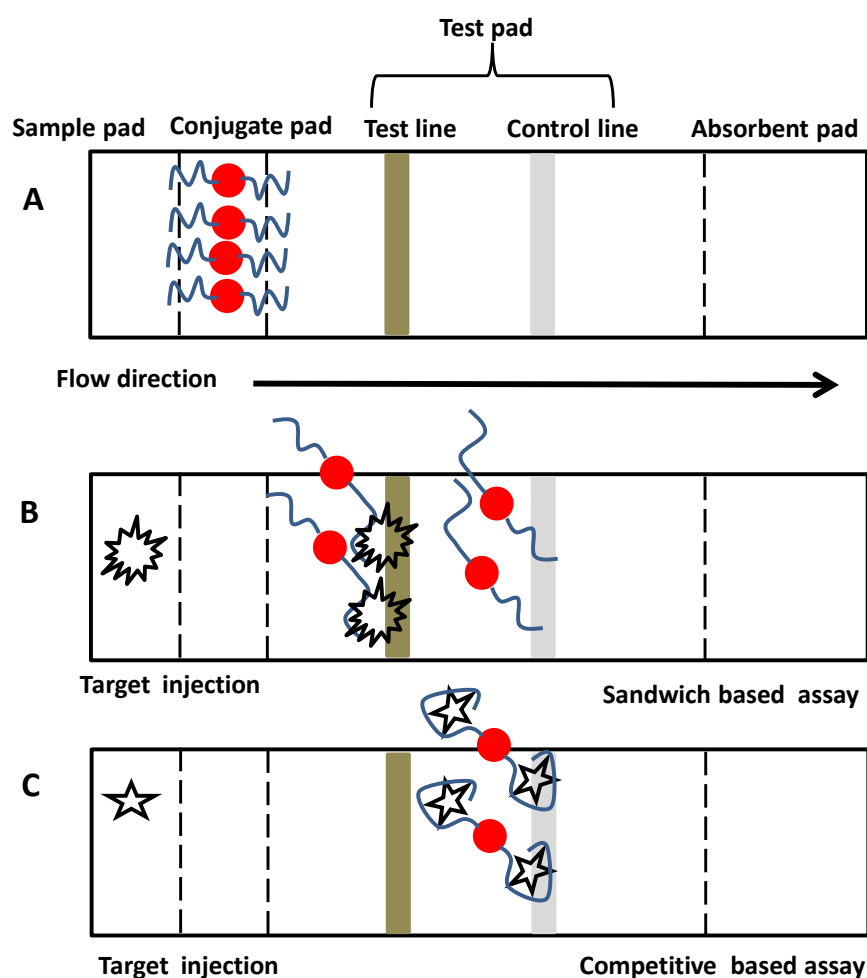 Test pad
Sample pad Conjugate pad Test line Control line Absorbent pad
A
Flow direction
B
Target injection Sandwich based assay
C
Target injection Competitive based assay